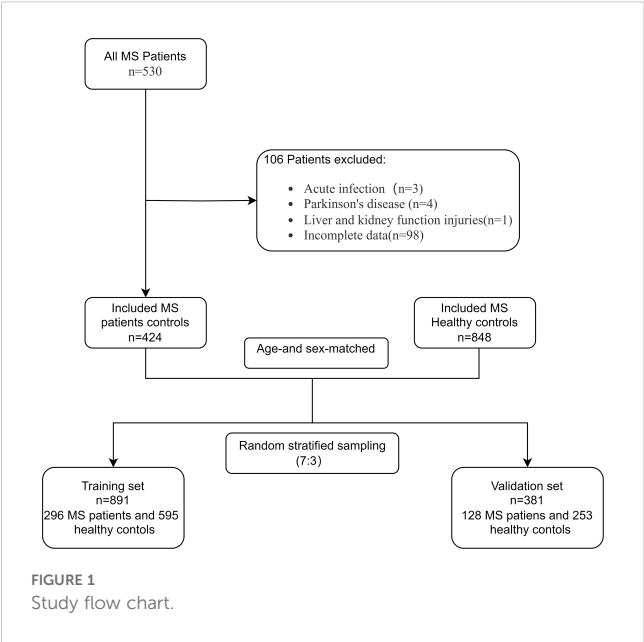 All MS Patients
n=530
106 Patients excluded:
• Acute infection (n=3)
• Parkinson's disease (n=4)
• Liver and kidney function injuries(n=1)
• Incomplete data(n=98)
Included MS
patients controls
n=424
Included MS
Healthy controls
n=848
Age-and sex-matched
Random stratified sampling
(7:3)
Training set
n=891
296 MS patients and 595
healthy contols
Validation set
n=381
128 MS patiens and 253
healthy contols
FIGURE 1
Study flow chart.